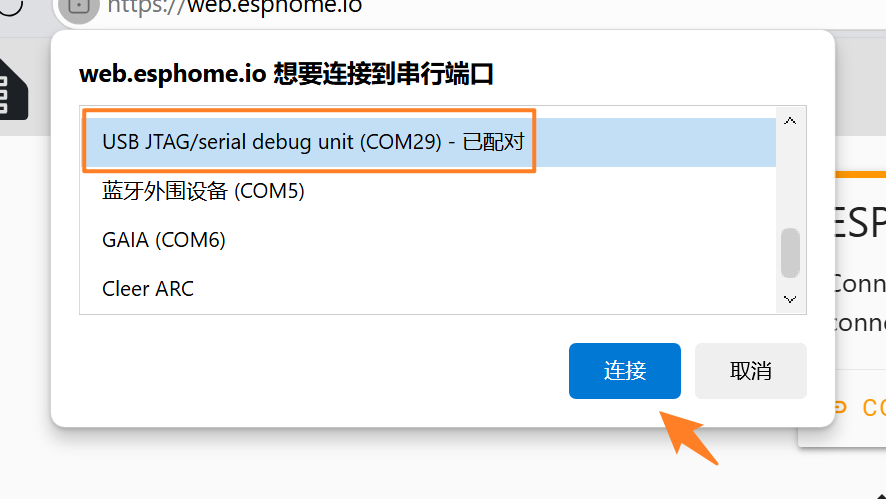 https://web.esphome.io
web.esphome.io 想要连接到串行端口
USB JTAG/serial debug unit (COM29) - 已配对
蓝牙外围设备 (COM5)
GAIA (COM6)
Cleer ARC
连接
取消
ESP
Conn
conne
CO